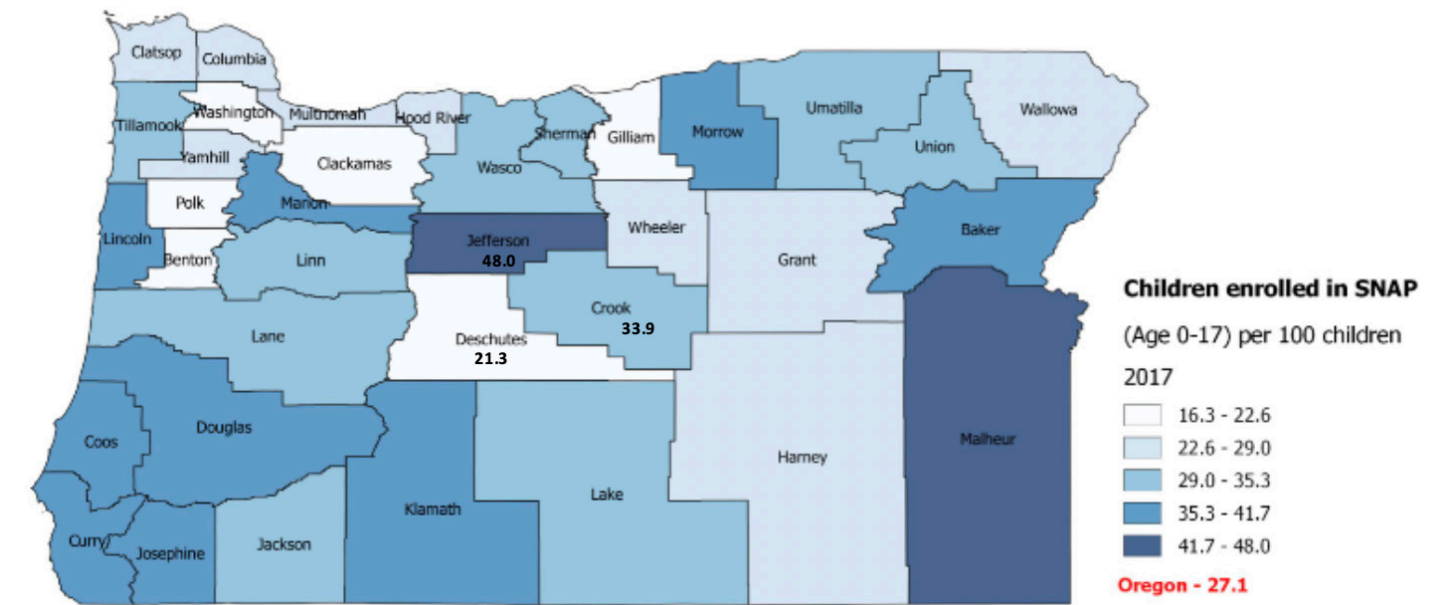 Clatsop
Columbia
Tillamook
Washington
Multnomah
Hood River
Yamhill
Clackamas
Wasco
Sherman
Gilliam
Morrow
Umatilla
Union
Wallowa
Polk
Marion
Lincoln
Benton
Linn
Jefferson
48.0
Wheeler
Grant
Baker
Lane
Deschutes
21.3
Crook
33.9
Coos
Douglas
Curry
Josephine
Jackson
Klamath
Lake
Harney
Malheur
Children enrolled in SNAP
(Age 0-17) per 100 children
2017
16.3 - 22.6
22.6 - 29.0
29.0 - 35.3
35.3 - 41.7
41.7 - 48.0
Oregon - 27.1